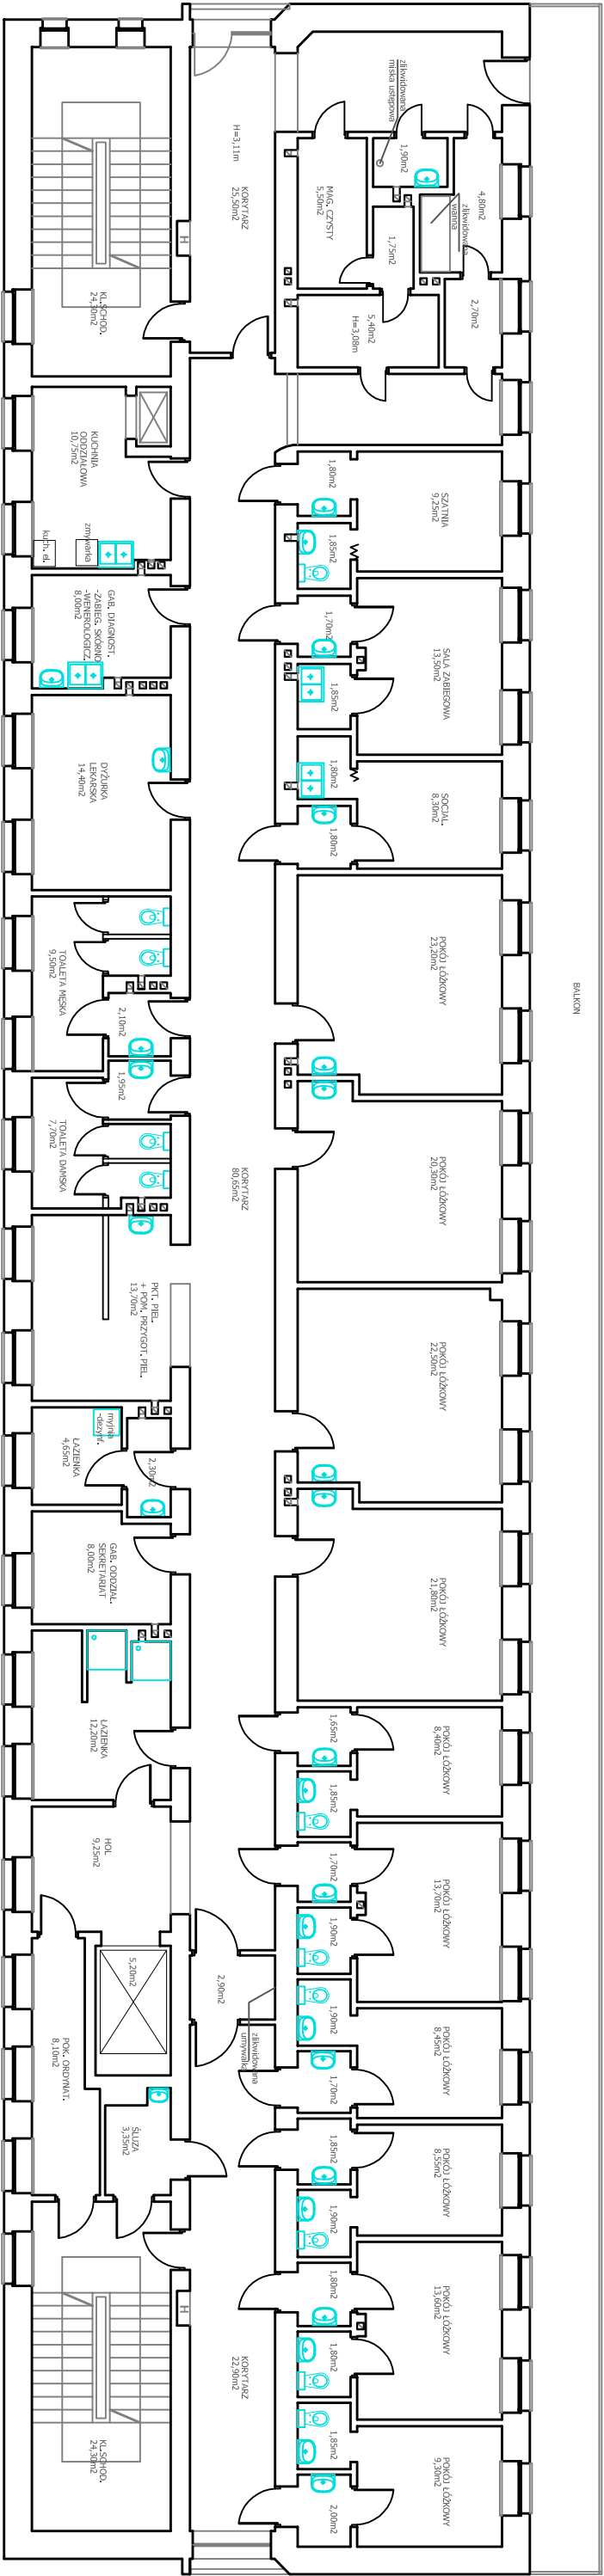 BALKON
zlikwidowana
miska ustępowa
1,90m2
4,80m2
zlikwidowana
wanna
2,70m2
MAG. CZYSTY
5,50m2
1,75m2
5,40m2
H=3,08m
H=3,11m
KORYTARZ
25,50m2
H
KL.SCHOD.
24,30m2
SZATNIA
9,25m2
1,80m2
1,85m2
KUCHNIA
ODDZIAŁOWA
10,75m2
zmywarka
kuch. el.
SALA ZABIEGOWA
13,50m2
1,70m2
1,85m2
GAB. DIAGNOST.
-ZABIEG. SKÓRNO
-WENEROLOGICZ.
8,00m2
SOCJAL.
8,30m2
1,80m2
1,80m2
DYŻURKA
LEKARSKA
14,40m2
POKÓJ ŁÓŻKOWY
23,20m2
TOALETA MĘSKA
9,50m2
2,10m2
1,95m2
TOALETA DAMSKA
7,70m2
POKÓJ ŁÓŻKOWY
20,30m2
KORYTARZ
80,65m2
PKT. PIEL.
+ POM. PRZYGOT. PIEL.
13,70m2
POKÓJ ŁÓŻKOWY
22,50m2
myjnia
-dezynf.
ŁAZIENKA
4,65m2
2,30m2
POKÓJ ŁÓŻKOWY
21,80m2
GAB. ODDZIAŁ.
SEKRETARIAT
8,00m2
ŁAZIENKA
12,20m2
POKÓJ ŁÓŻKOWY
8,40m2
1,65m2
1,85m2
HOL
9,25m2
POKÓJ ŁÓŻKOWY
13,70m2
1,70m2
1,90m2
5,20m2
2,90m2
zlikwidowana
umywalka
POKÓJ ŁÓŻKOWY
8,45m2
1,90m2
1,70m2
POK. ORDYNAT.
8,10m2
ŚLUZA
3,35m2
POKÓJ ŁÓŻKOWY
8,55m2
1,85m2
1,90m2
POKÓJ ŁÓŻKOWY
13,60m2
1,80m2
1,80m2
H
KORYTARZ
22,90m2
KL.SCHOD.
24,30m2
POKÓJ ŁÓŻKOWY
9,30m2
1,85m2
2,00m2